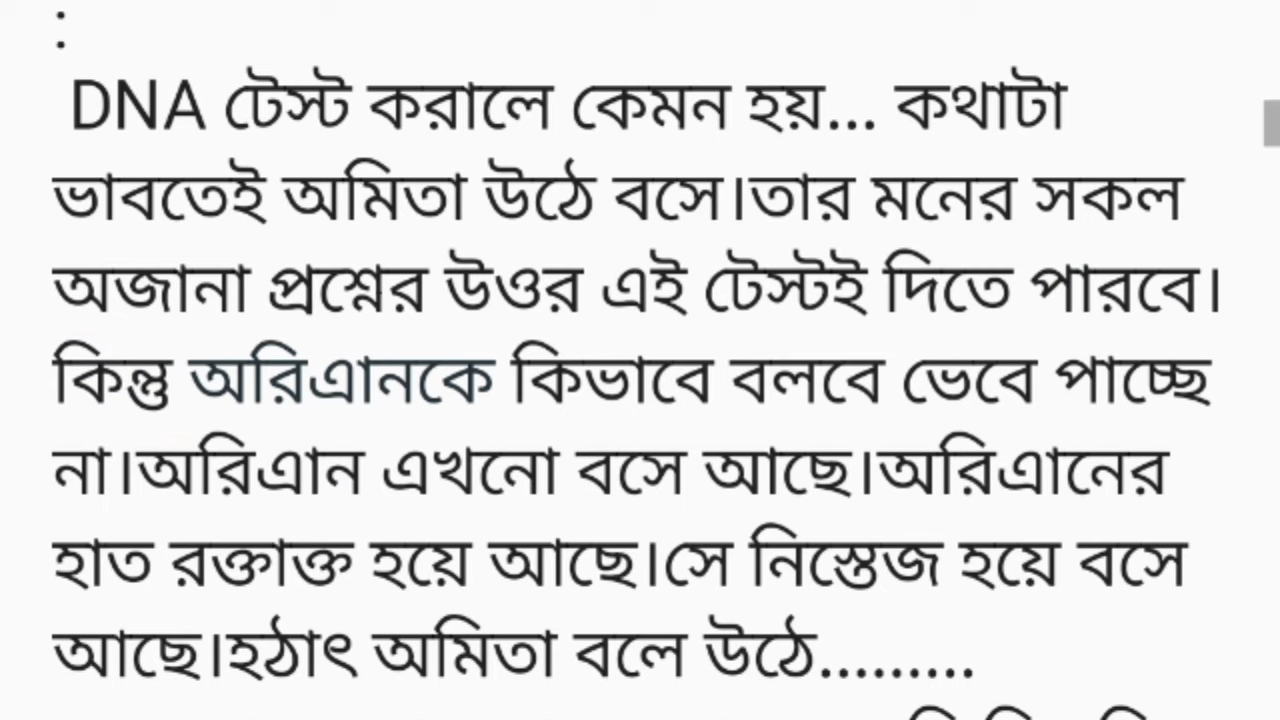 :
DNA টেস্ট করালে কেমন হয়... কথাটা
ভাবতেই অমিতা উঠে বসে।তার মনের সকল
অজানা প্রশ্নের উওর এই টেস্টই দিতে পারবে।
কিন্তু অরিএানকে কিভাবে বলবে ভেবে পাচ্ছে
না।অরিএান এখনো বসে আছে।অরিএানের
হাত রক্তাক্ত হয়ে আছে।সে নিস্তেজ হয়ে বসে
আছে।হঠাৎ অমিতা বলে উঠে.........